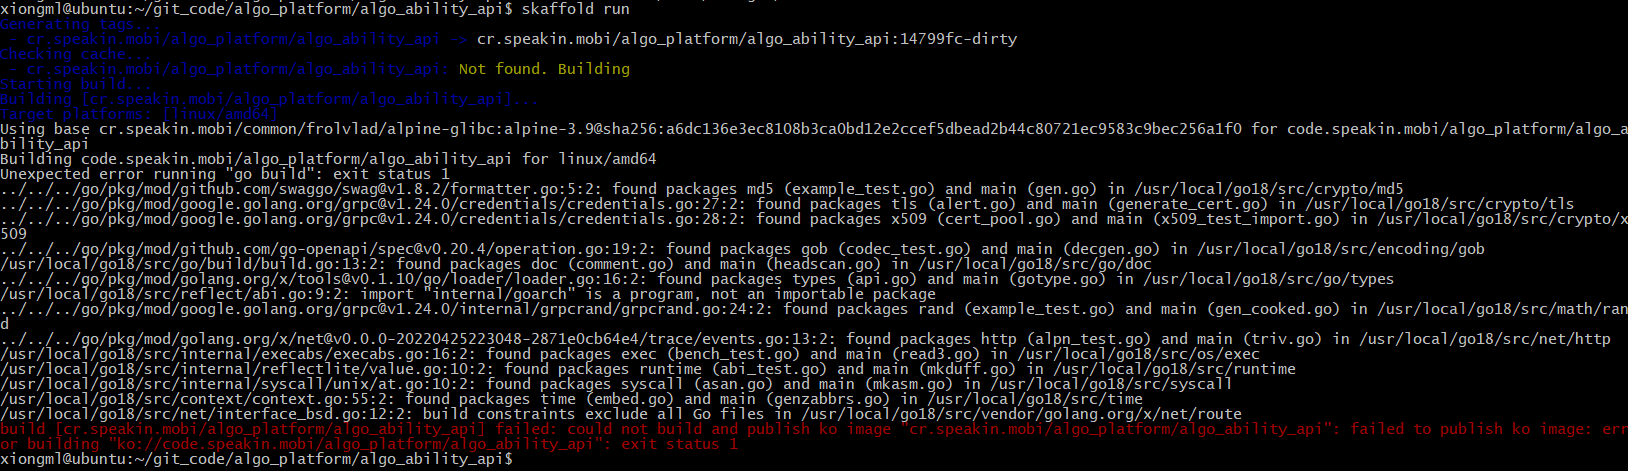 xiongml@ubuntu:~/git_code/algo_platform/algo_ability_api$ skaffold run
Generating tags...
 - cr.speakin.mobi/algo_platform/algo_ability_api -> cr.speakin.mobi/algo_platform/algo_ability_api:14799fc-dirty
Checking cache...
 - cr.speakin.mobi/algo_platform/algo_ability_api: Not found. Building
Starting build...
Building [cr.speakin.mobi/algo_platform/algo_ability_api]...
Target platforms: [linux/amd64]
Using base cr.speakin.mobi/common/frolvlad/alpine-glibc:alpine-3.9@sha256:a6dc136e3ec8108b3ca0bd12e2ccef5dbead2b44c80721ec9583c9bec256a1f0 for code.speakin.mobi/algo_platform/algo_a
bility_api
Building code.speakin.mobi/algo_platform/algo_ability_api for linux/amd64
Unexpected error running "go build": exit status 1
../../../go/pkg/mod/github.com/swaggo/swag@v1.8.2/formatter.go:5:2: found packages md5 (example_test.go) and main (gen.go) in /usr/local/go18/src/crypto/md5
../../../go/pkg/mod/google.golang.org/grpc@v1.24.0/credentials/credentials.go:27:2: found packages tls (alert.go) and main (generate_cert.go) in /usr/local/go18/src/crypto/tls
../../../go/pkg/mod/google.golang.org/grpc@v1.24.0/credentials/credentials.go:28:2: found packages x509 (cert_pool.go) and main (x509_test_import.go) in /usr/local/go18/src/crypto/x
509
../../../go/pkg/mod/github.com/go-openapi/spec@v0.20.4/operation.go:19:2: found packages gob (codec_test.go) and main (decgen.go) in /usr/local/go18/src/encoding/gob
/usr/local/go18/src/go/build/build.go:13:2: found packages doc (comment.go) and main (headscan.go) in /usr/local/go18/src/go/doc
../../../go/pkg/mod/golang.org/x/tools@v0.1.10/go/loader/loader.go:16:2: found packages types (api.go) and main (gotype.go) in /usr/local/go18/src/go/types
/usr/local/go18/src/reflect/abi.go:9:2: import "internal/goarch" is a program, not an importable package
../../../go/pkg/mod/google.golang.org/grpc@v1.24.0/internal/grpcrand/grpcrand.go:24:2: found packages rand (example_test.go) and main (gen_cooked.go) in /usr/local/go18/src/math/ran
d
../../../go/pkg/mod/golang.org/x/net@v0.0.0-20220425223048-2871e0cb64e4/trace/events.go:13:2: found packages http (alpn_test.go) and main (triv.go) in /usr/local/go18/src/net/http
/usr/local/go18/src/internal/execabs/execabs.go:16:2: found packages exec (bench_test.go) and main (read3.go) in /usr/local/go18/src/os/exec
/usr/local/go18/src/internal/reflectlite/value.go:10:2: found packages runtime (abi_test.go) and main (mkduff.go) in /usr/local/go18/src/runtime
/usr/local/go18/src/internal/syscall/unix/at.go:10:2: found packages syscall (asan.go) and main (mkasm.go) in /usr/local/go18/src/syscall
/usr/local/go18/src/context/context.go:55:2: found packages time (embed.go) and main (genzabbrs.go) in /usr/local/go18/src/time
/usr/local/go18/src/net/interface_bsd.go:12:2: build constraints exclude all Go files in /usr/local/go18/src/vendor/golang.org/x/net/route
build [cr.speakin.mobi/algo_platform/algo_ability_api] failed: could not build and publish ko image "cr.speakin.mobi/algo_platform/algo_ability_api": failed to publish ko image: err
or building "ko://code.speakin.mobi/algo_platform/algo_ability_api": exit status 1
xiongml@ubuntu:~/git_code/algo_platform/algo_ability_api$